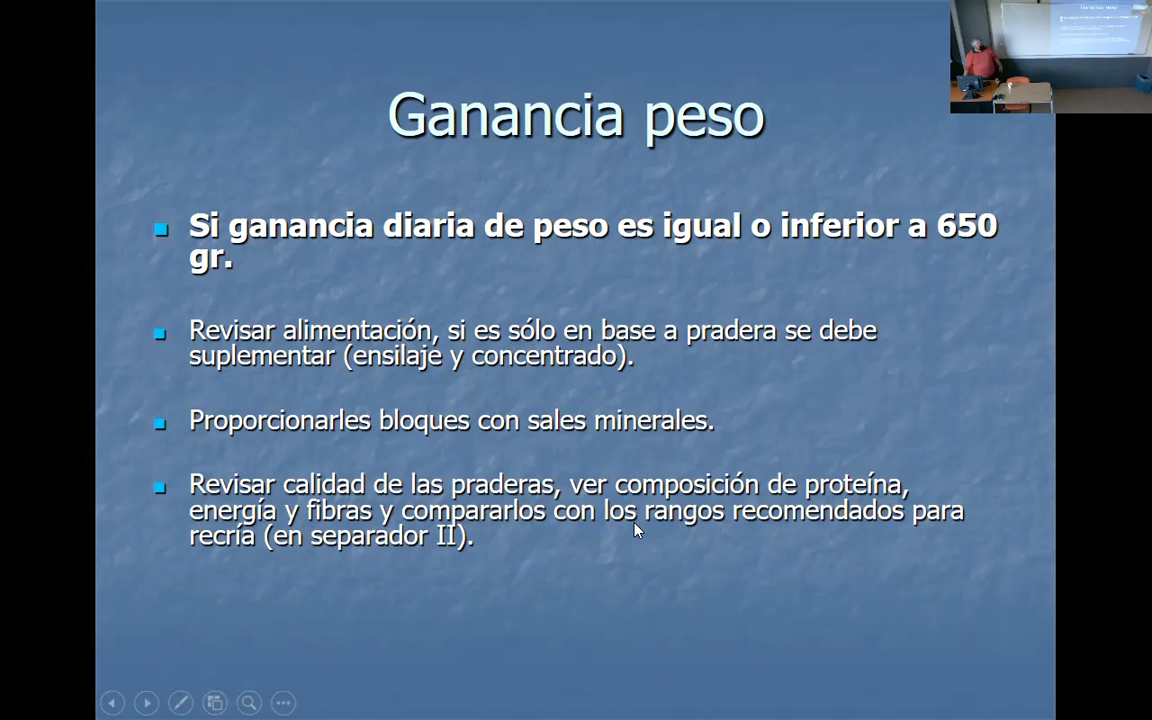 Ganancia peso
Si ganancia diaria de peso es igual o inferior a 650
gr.
Revisar alimentación, si es sólo en base a pradera se debe
suplementar (ensilaje y concentrado).
Proporcionarles bloques con sales minerales.
Revisar calidad de las praderas, ver composición de proteína,
energía y fibras y compararlos con los rangos recomendados para
recría (en separador II).